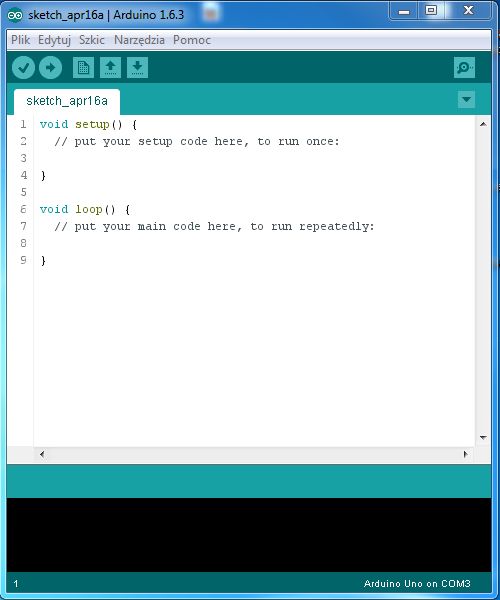 sketch_apr16a | Arduino 1.6.3
Plik Edytuj Szkic Narzędzia Pomoc
sketch_apr16a
1 void setup() {
2 // put your setup code here, to run once:
3
4 }
5
6 void loop() {
7 // put your main code here, to run repeatedly:
8
9 }
1 Arduino Uno on COM3